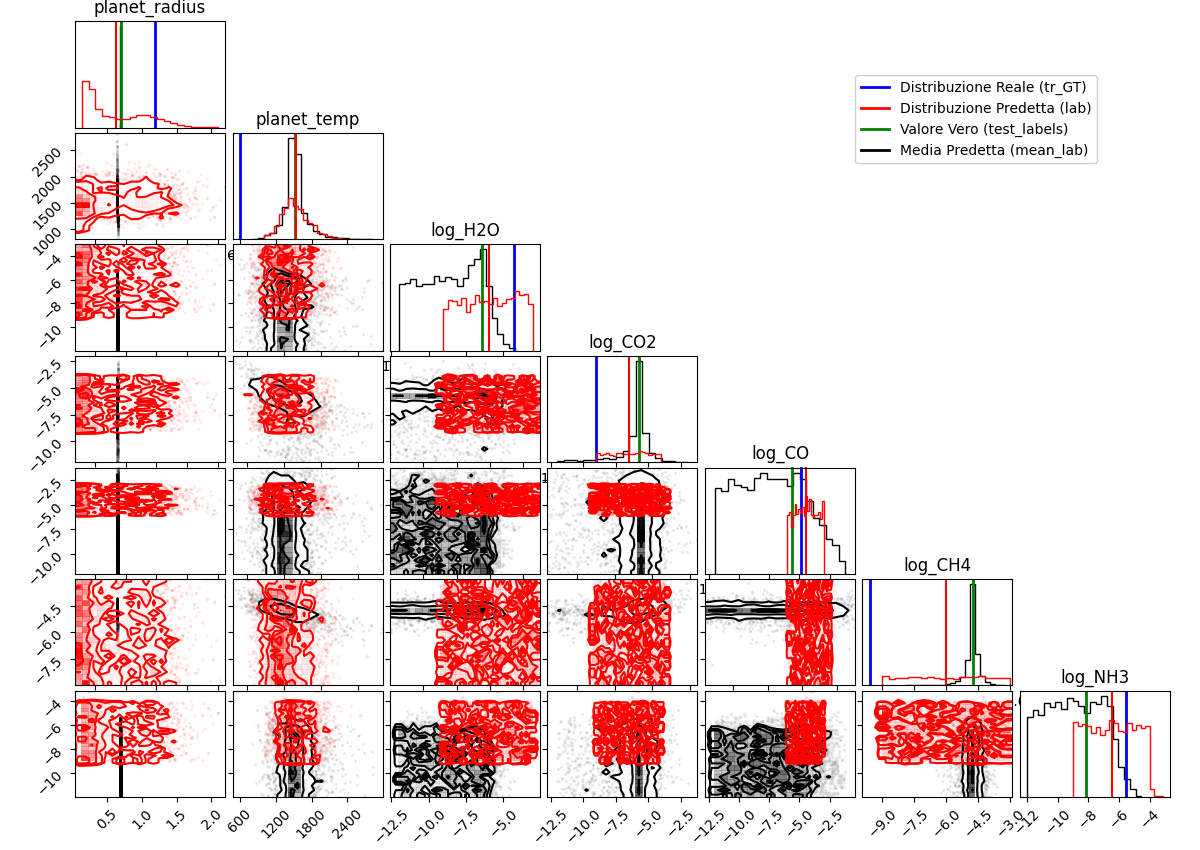 planet_radius
Distribuzione Reale (tr_GT)
Distribuzione Predetta (lab)
Valore Vero (test_labels)
Media Predetta (mean_lab)
planet_temp
2500
2000
1500
1000
log_H2O
−4
−6
−8
−10
log_CO2
−2.5
−5.0
−7.5
−10.0
log_CO
−2.5
−5.0
−7.5
−10.0
log_CH4
−4.5
−6.0
−7.5
log_NH3
−4
−6
−8
−10
0.5 1.0 1.5 2.0 600 1200 1800 2400 −12.5 −10.0 −7.5 −5.0 −12.5 −10.0 −7.5 −5.0 −2.5 −12.5 −10.0 −7.5 −5.0 −2.5 −9.0 −7.5 −6.0 −4.5 −3.0 −12 −10 −8 −6 −4